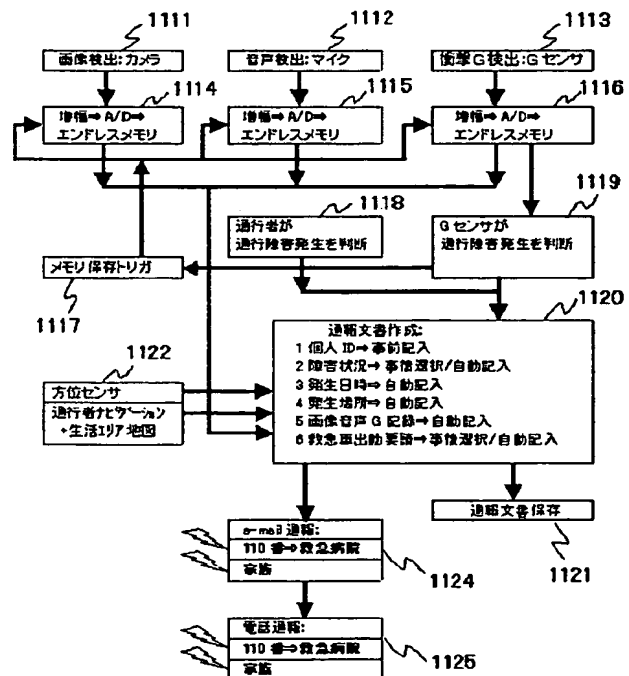 1111
1112
1113
画像検出:カメラ
音声検出:マイク
衝撃G検出:Gセンサ
1114
1115
1116
増幅⇒A/D⇒
エンドレスメモリ
増幅⇒A/D⇒
エンドレスメモリ
増幅⇒A/D⇒
エンドレスメモリ
1118
1119
通行者が
通行障害発生を判断
Gセンサが
通行障害発生を判断
メモリ保存トリガ
1117
1120
通報文書作成:
1 個人ID⇒事前記入
2 障害状況⇒事後選択/自動記入
3 発生日時⇒自動記入
4 発生場所⇒自動記入
5 画像音声G記録⇒自動記入
6 救急車出動要請⇒事後選択/自動記入
1122
方位センサ
通行者ナビゲーション
+生活エリア地図
通報文書保存
1121
e-mail通報:
110番⇒救急病院
家族
1124
電話通報:
110番⇒救急病院
家族
1125